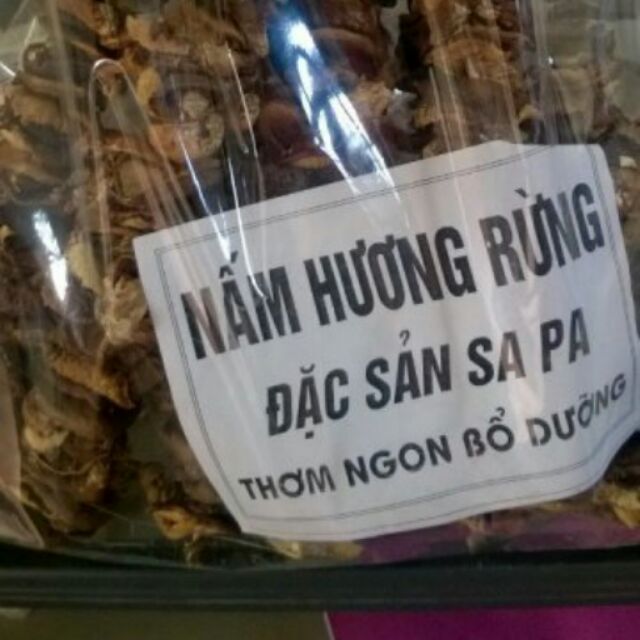 NẤM HƯƠNG RỪNG
ĐẶC SẢN SA PA
THƠM NGON BỔ DƯỠNG